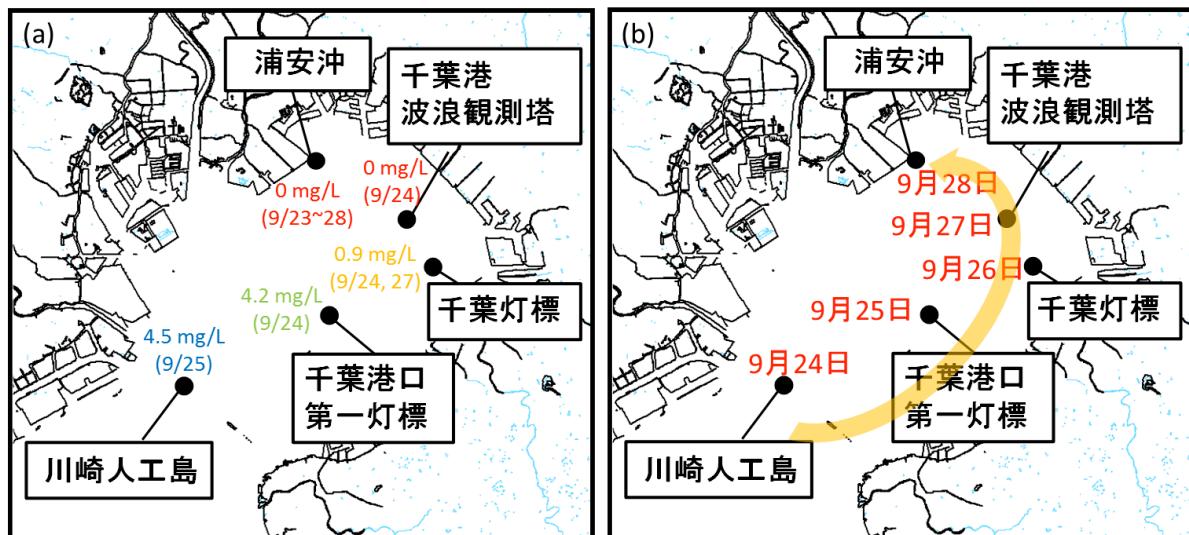 (a)
浦安沖
千葉港
波浪観測塔
0 mg/L
(9/23~28)
0 mg/L
(9/24)
0.9 mg/L
(9/24, 27)
千葉灯標
4.2 mg/L
(9/24)
千葉港口
第一灯標
4.5 mg/L
(9/25)
川崎人工島
(b)
浦安沖
千葉港
波浪観測塔
9月28日
9月27日
9月26日
千葉灯標
9月25日
千葉港口
第一灯標
9月24日
川崎人工島